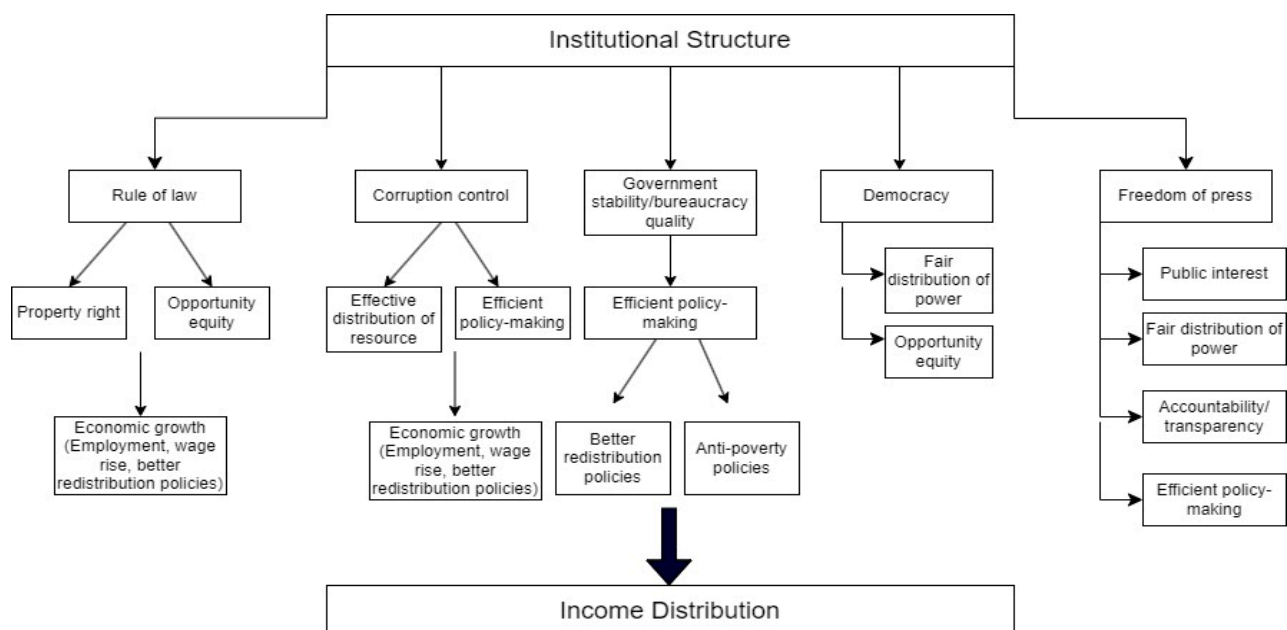 Institutional Structure
Rule of law
Corruption control
Government
stability/bureaucracy
quality
Democracy
Freedom of press
Property right
Opportunity
equity
Effective
distribution of
resource
Efficient
policy-making
Efficient policy-
making
Fair
distribution of
power
Opportunity
equity
Public interest
Fair distribution of
power
Accountability/
transparency
Efficient policy-
making
Economic growth
(Employment, wage
rise, better
redistribution policies)
Economic growth
(Employment, wage
rise, better
redistribution policies)
Better
redistribution
policies
Anti-poverty
policies
Income Distribution